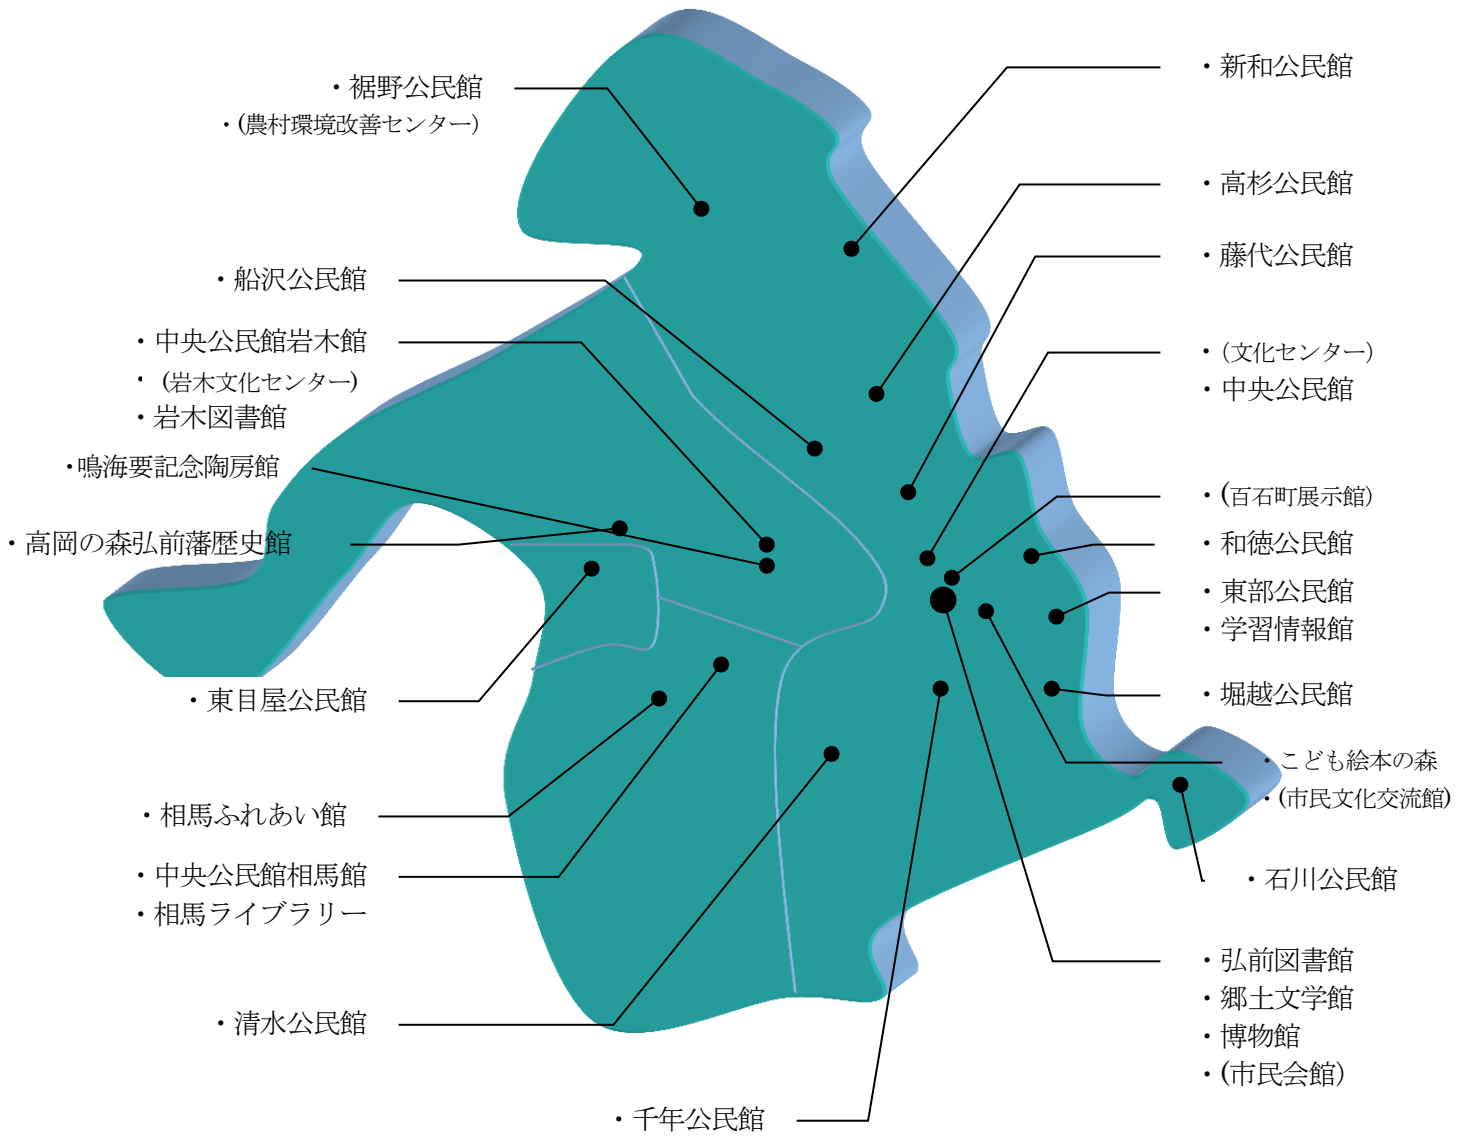 ・裾野公民館
・(農村環境改善センター）
・船沢公民館
・中央公民館岩木館
・（岩木文化センター)
・岩木図書館
・鳴海要記念陶房館
・高岡の森弘前藩歴史館
・東目屋公民館
・相馬ふれあい館
・中央公民館相馬館
・相馬ライブラリー
・清水公民館
・千年公民館
・新和公民館
・高杉公民館
・藤代公民館
・（文化センター）
・中央公民館
・(百石町展示館）
・和徳公民館
・東部公民館
・学習情報館
・堀越公民館
・こども絵本の森
・(市民文化交流館)
・石川公民館
・弘前図書館
・郷土文学館
・博物館
・(市民会館）